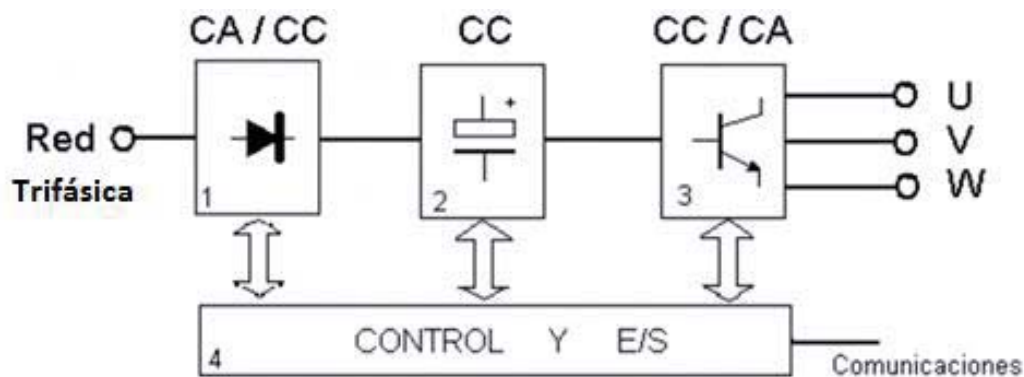 CA / CC
CC
CC / CA
Red
Trifásica
1
+
2
3
U
V
W
4
CONTROL Y E/S
Comunicaciones